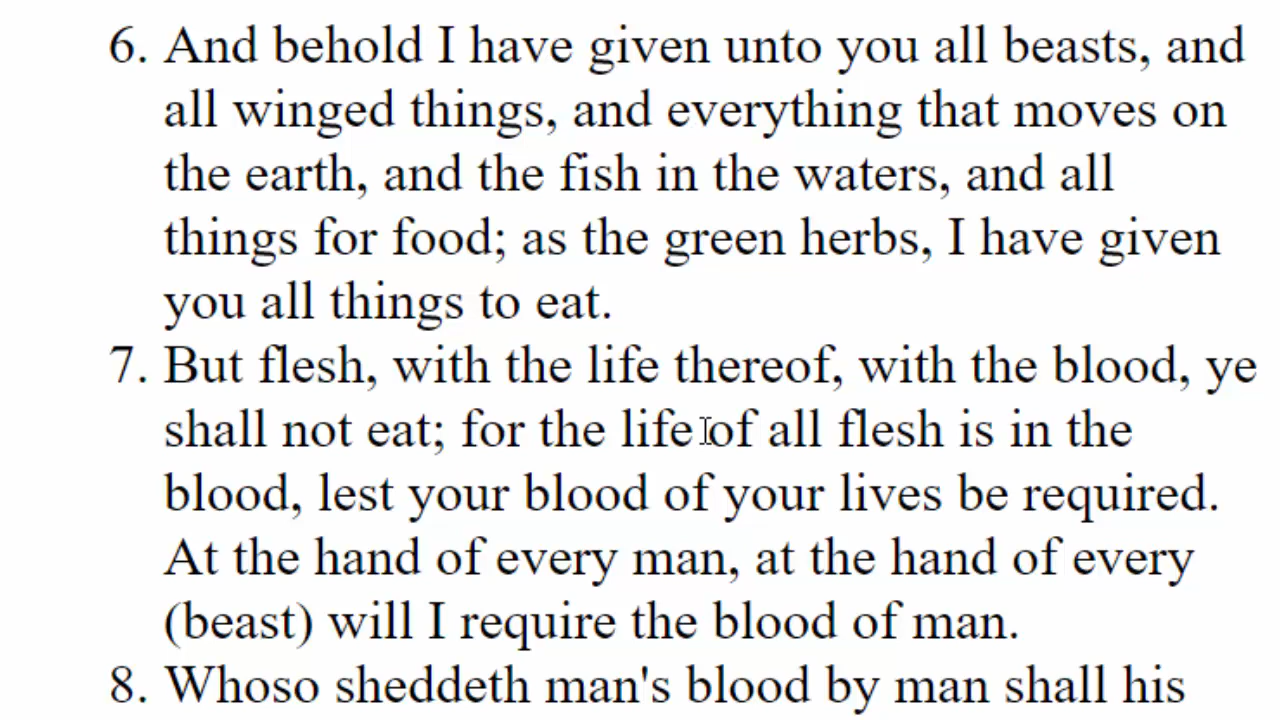 6. And behold I have given unto you all beasts, and
all winged things, and everything that moves on
the earth, and the fish in the waters, and all
things for food; as the green herbs, I have given
you all things to eat.
7. But flesh, with the life thereof, with the blood, ye
shall not eat; for the life of all flesh is in the
blood, lest your blood of your lives be required.
At the hand of every man, at the hand of every
(beast) will I require the blood of man.
8. Whoso sheddeth man's blood by man shall his